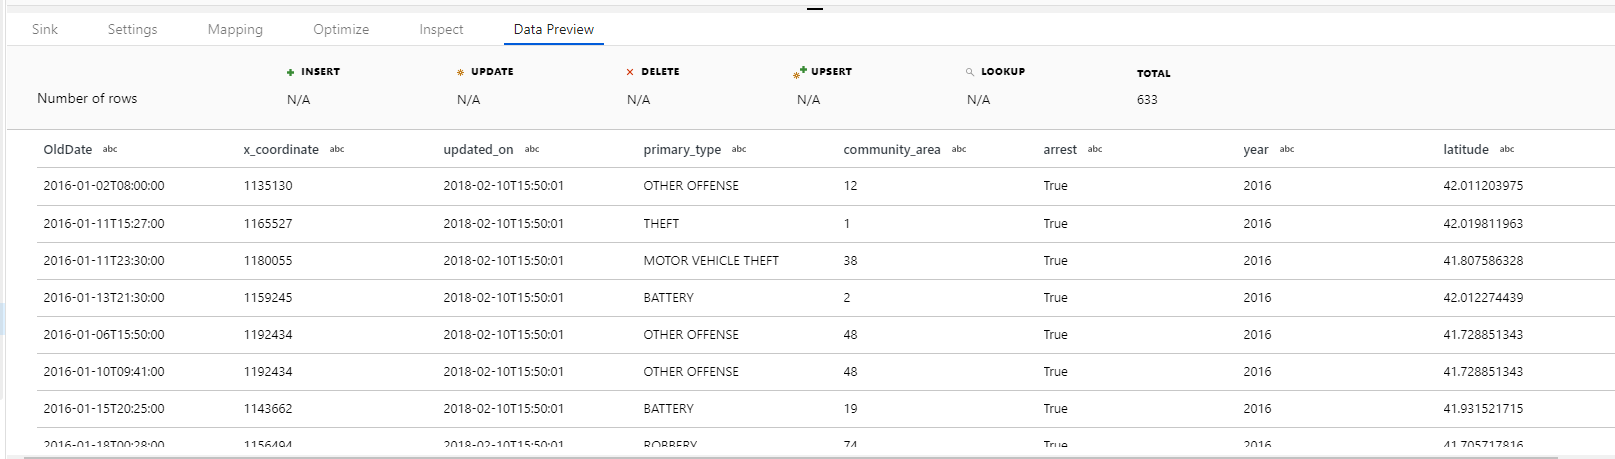 Sink Settings Mapping Optimize Inspect Data Preview
INSERT UPDATE DELETE UPSERT LOOKUP TOTAL
Number of rows N/A N/A N/A N/A N/A 633
OldDate abc x_coordinate abc updated_on abc primary_type abc community_area abc arrest abc year abc latitude abc
2016-01-02T08:00:00 1135130 2018-02-10T15:50:01 OTHER OFFENSE 12 True 2016 42.011203975
2016-01-11T15:27:00 1165527 2018-02-10T15:50:01 THEFT 1 True 2016 42.019811963
2016-01-11T23:30:00 1180055 2018-02-10T15:50:01 MOTOR VEHICLE THEFT 38 True 2016 41.807586328
2016-01-13T21:30:00 1159245 2018-02-10T15:50:01 BATTERY 2 True 2016 42.012274439
2016-01-06T15:50:00 1192434 2018-02-10T15:50:01 OTHER OFFENSE 48 True 2016 41.728851343
2016-01-10T09:41:00 1192434 2018-02-10T15:50:01 OTHER OFFENSE 48 True 2016 41.728851343
2016-01-15T20:25:00 1143662 2018-02-10T15:50:01 BATTERY 19 True 2016 41.931521715
2016-01-18T00:28:00 1156494 2018-02-10T15:50:01 ROBBERY 74 True 2016 41.705717816